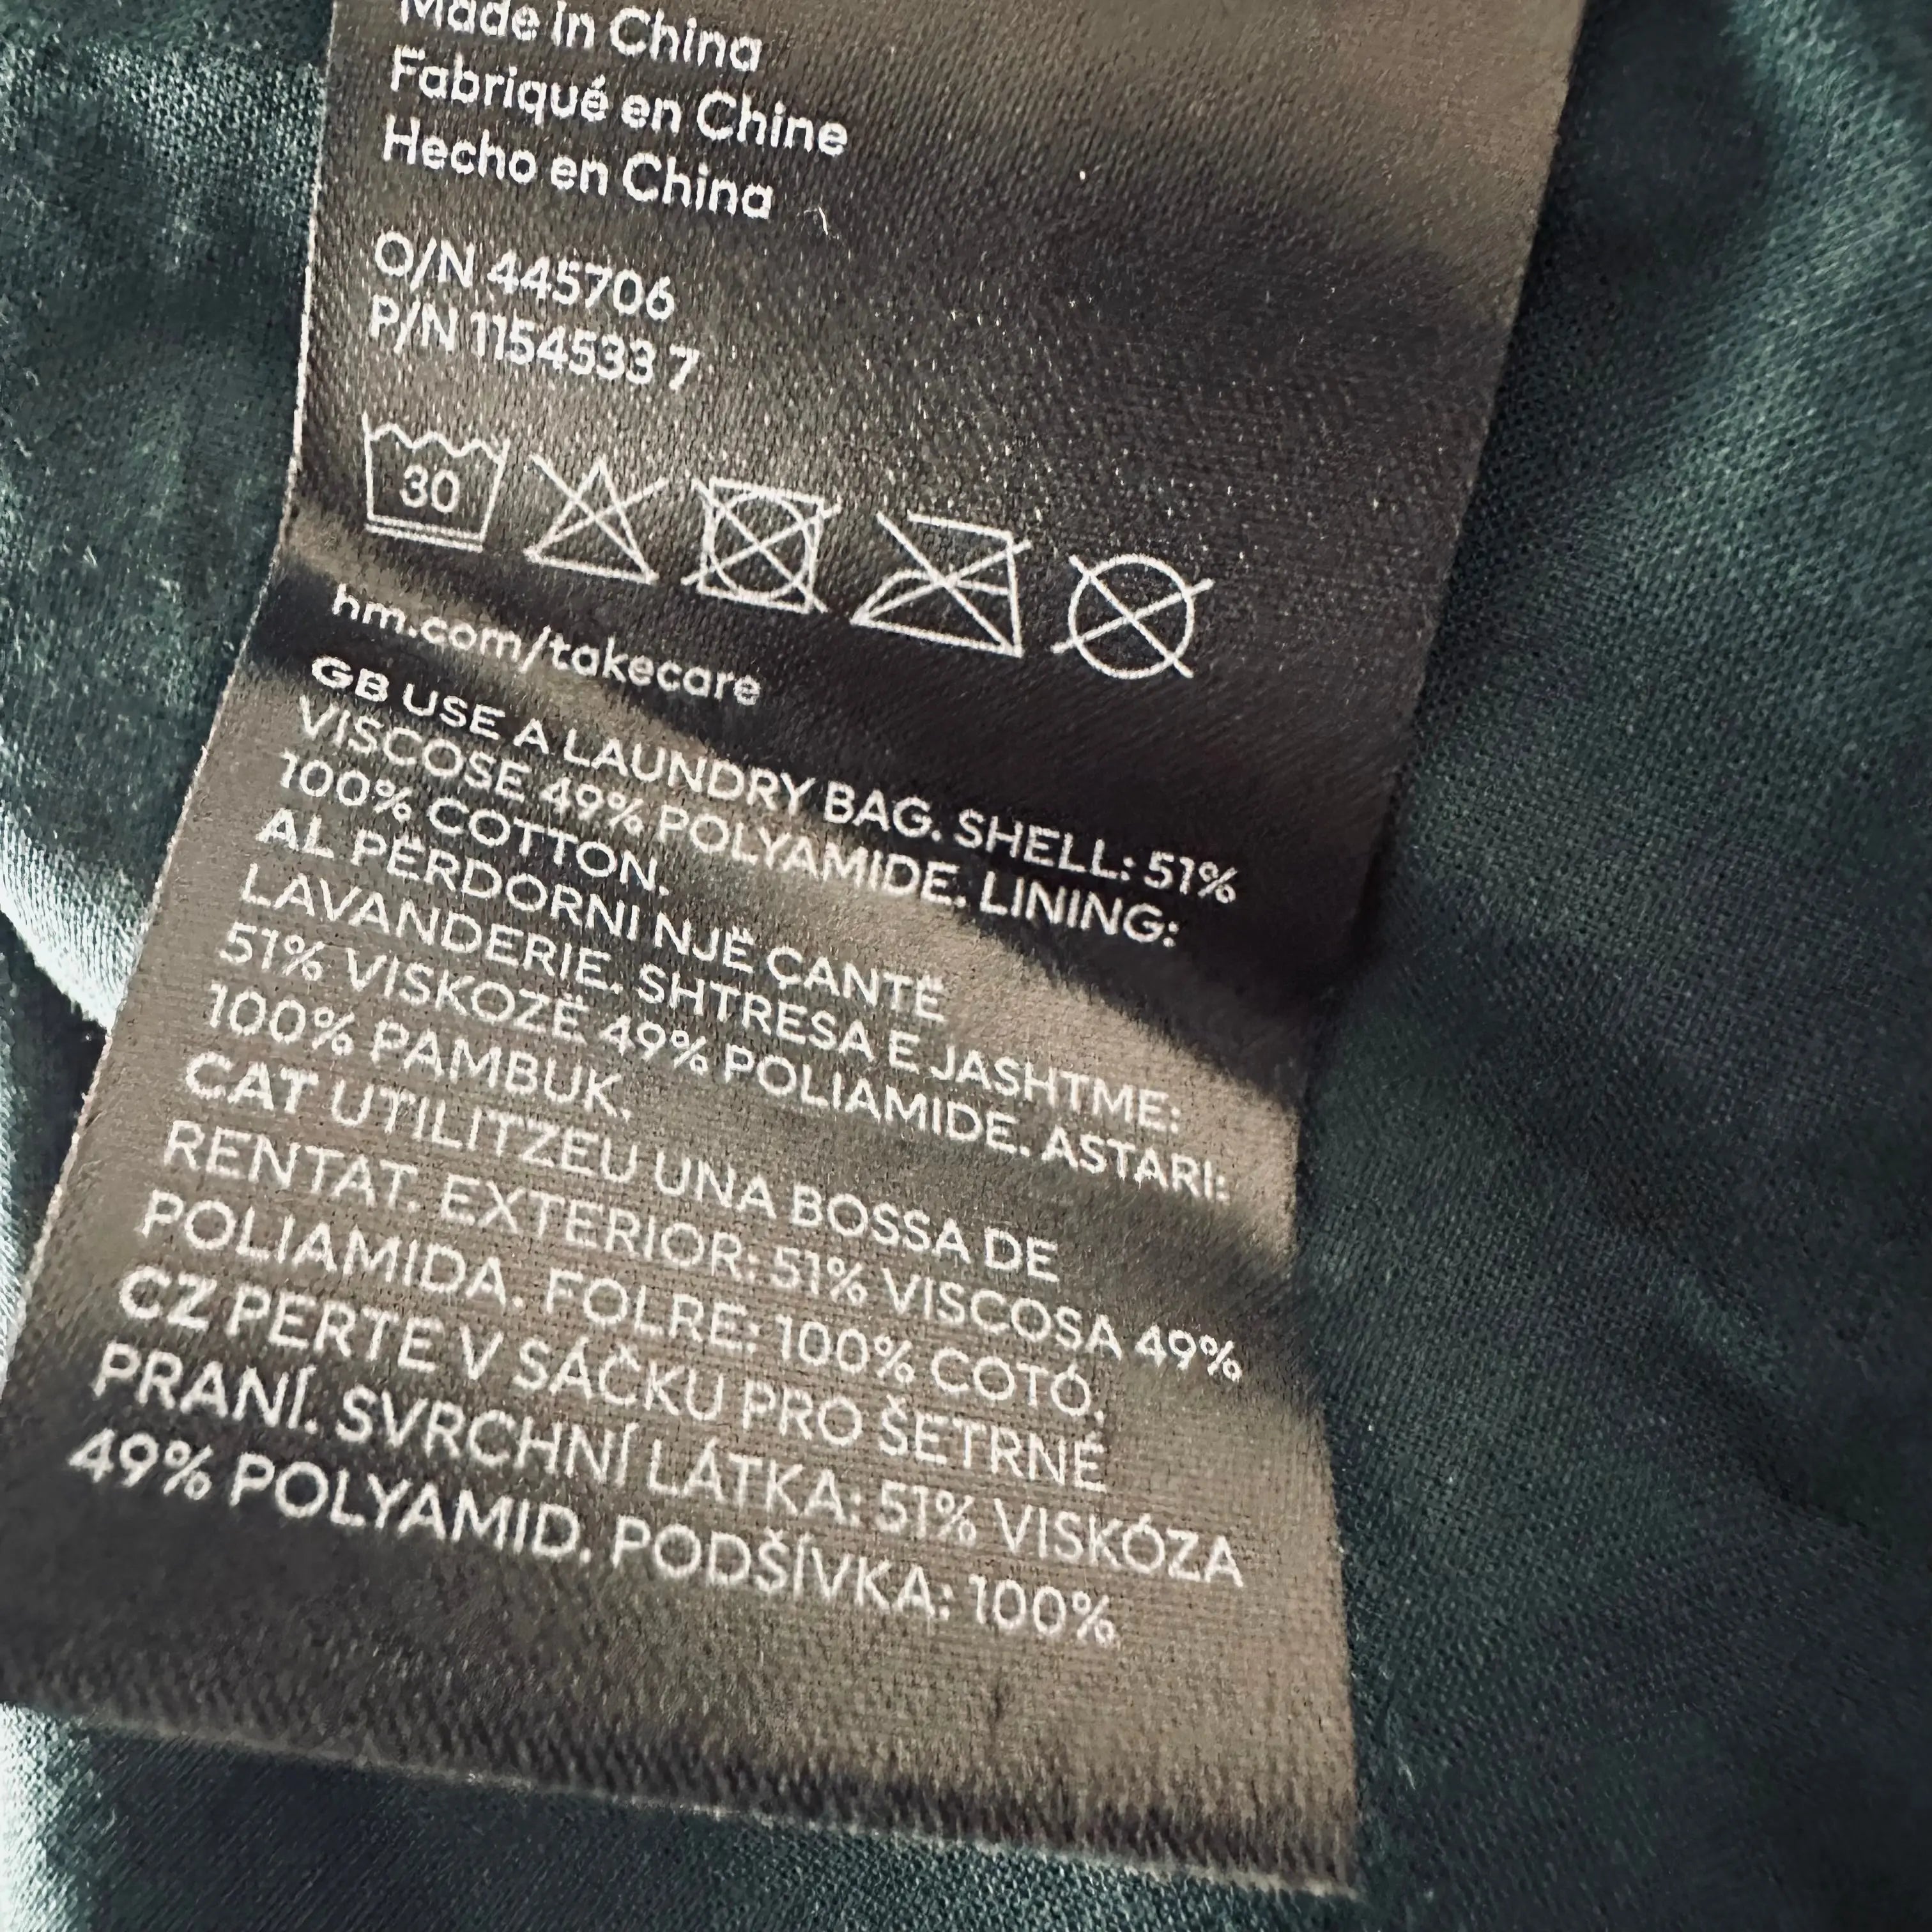 Made in China
Fabriqué en Chine
Hecho en China
O/N 445706
P/N 1154533 7
30
hm.com/takecare
GB USE A LAUNDRY BAG. SHELL: 51%
VISCOSE 49% POLYAMIDE. LINING:
100% COTTON.
AL PËRDORNI NJË ÇANTË
LAVANDERIE. SHTRESA E JASHTME:
51% VISKOZË 49% POLIAMIDE. ASTARI:
100% PAMBUK.
CAT UTILITZEU UNA BOSSA DE
RENTAT. EXTERIOR: 51% VISCOSA 49%
POLIAMIDA. FOLRE: 100% COTÓ.
CZ PERTE V SÁČKU PRO ŠETRNÉ
PRANÍ. SVRCHNÍ LÁTKA: 51% VISKÓZA
49% POLYAMID. PODŠÍVKA: 100%